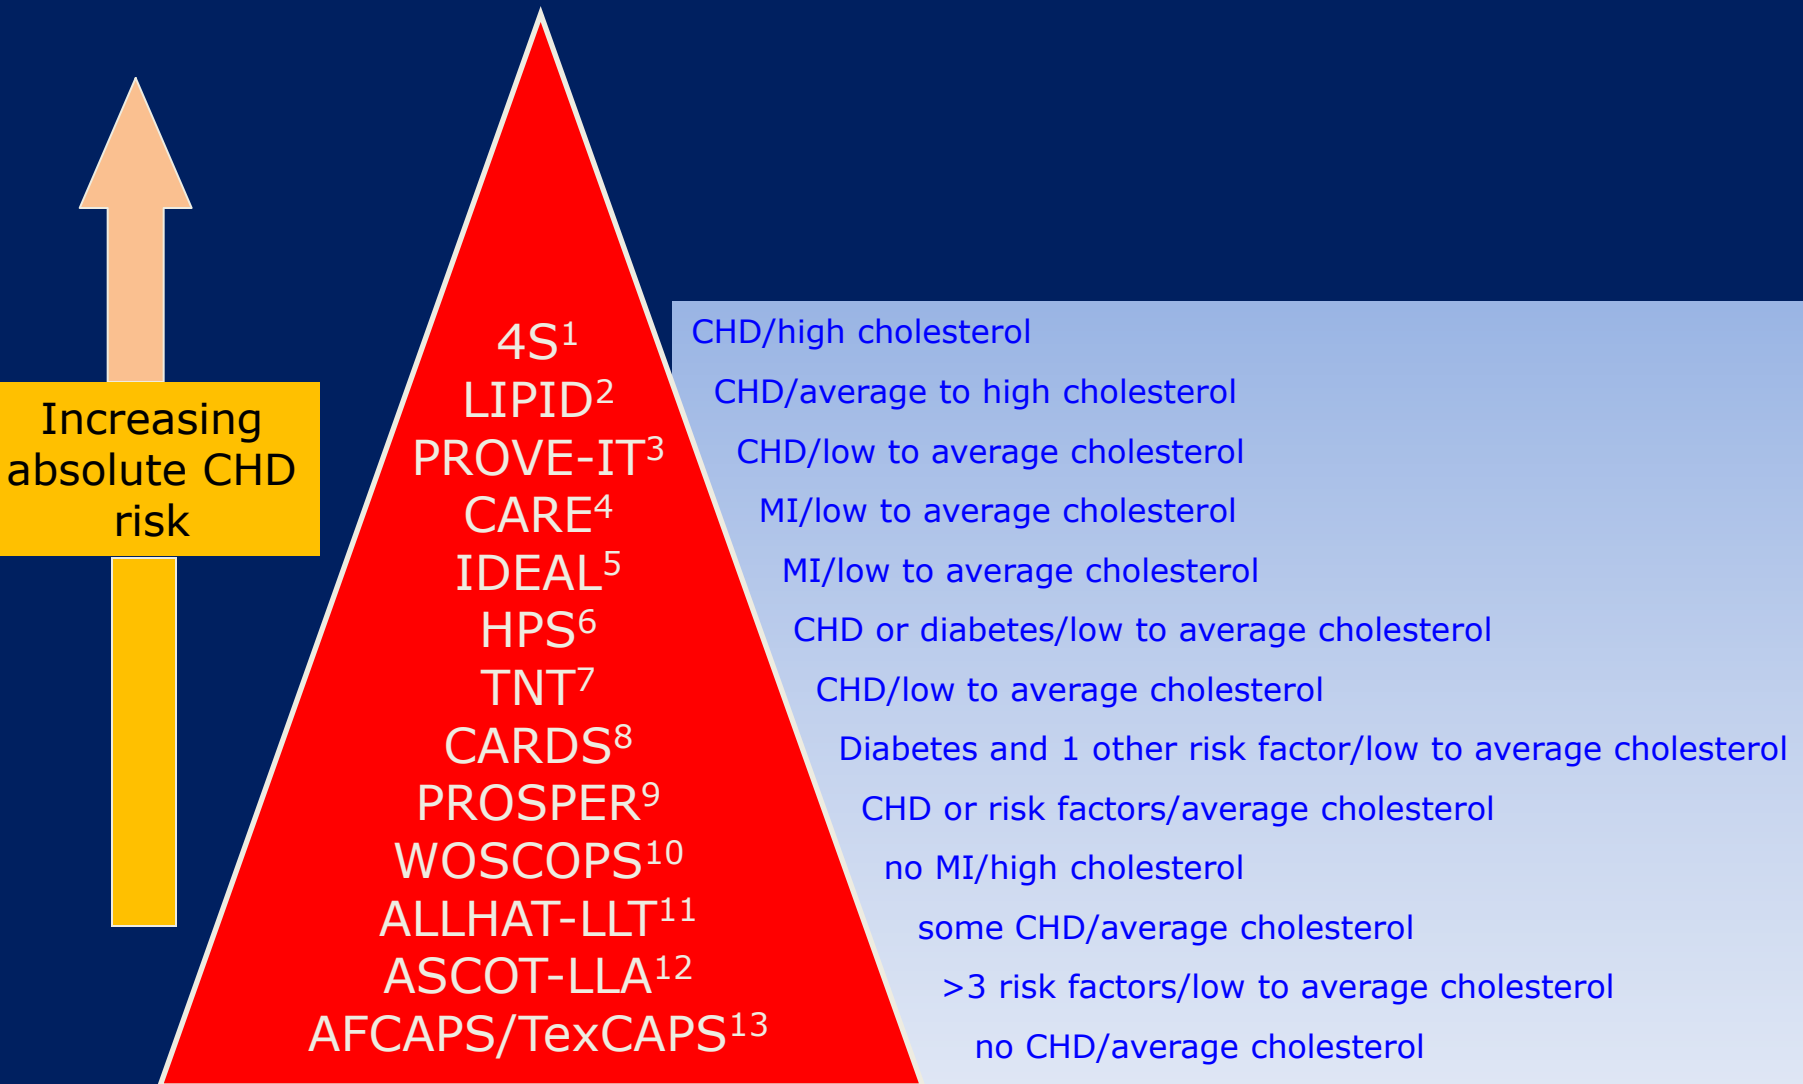 Increasing
absolute CHD
risk
4S¹ CHD/high cholesterol
LIPID² CHD/average to high cholesterol
PROVE-IT³ CHD/low to average cholesterol
CARE⁴ MI/low to average cholesterol
IDEAL⁵ MI/low to average cholesterol
HPS⁶ CHD or diabetes/low to average cholesterol
TNT⁷ CHD/low to average cholesterol
CARDS⁸ Diabetes and 1 other risk factor/low to average cholesterol
PROSPER⁹ CHD or risk factors/average cholesterol
WOSCOPS¹⁰ no MI/high cholesterol
ALLHAT-LLT¹¹ some CHD/average cholesterol
ASCOT-LLA¹² >3 risk factors/low to average cholesterol
AFCAPS/TexCAPS¹³ no CHD/average cholesterol